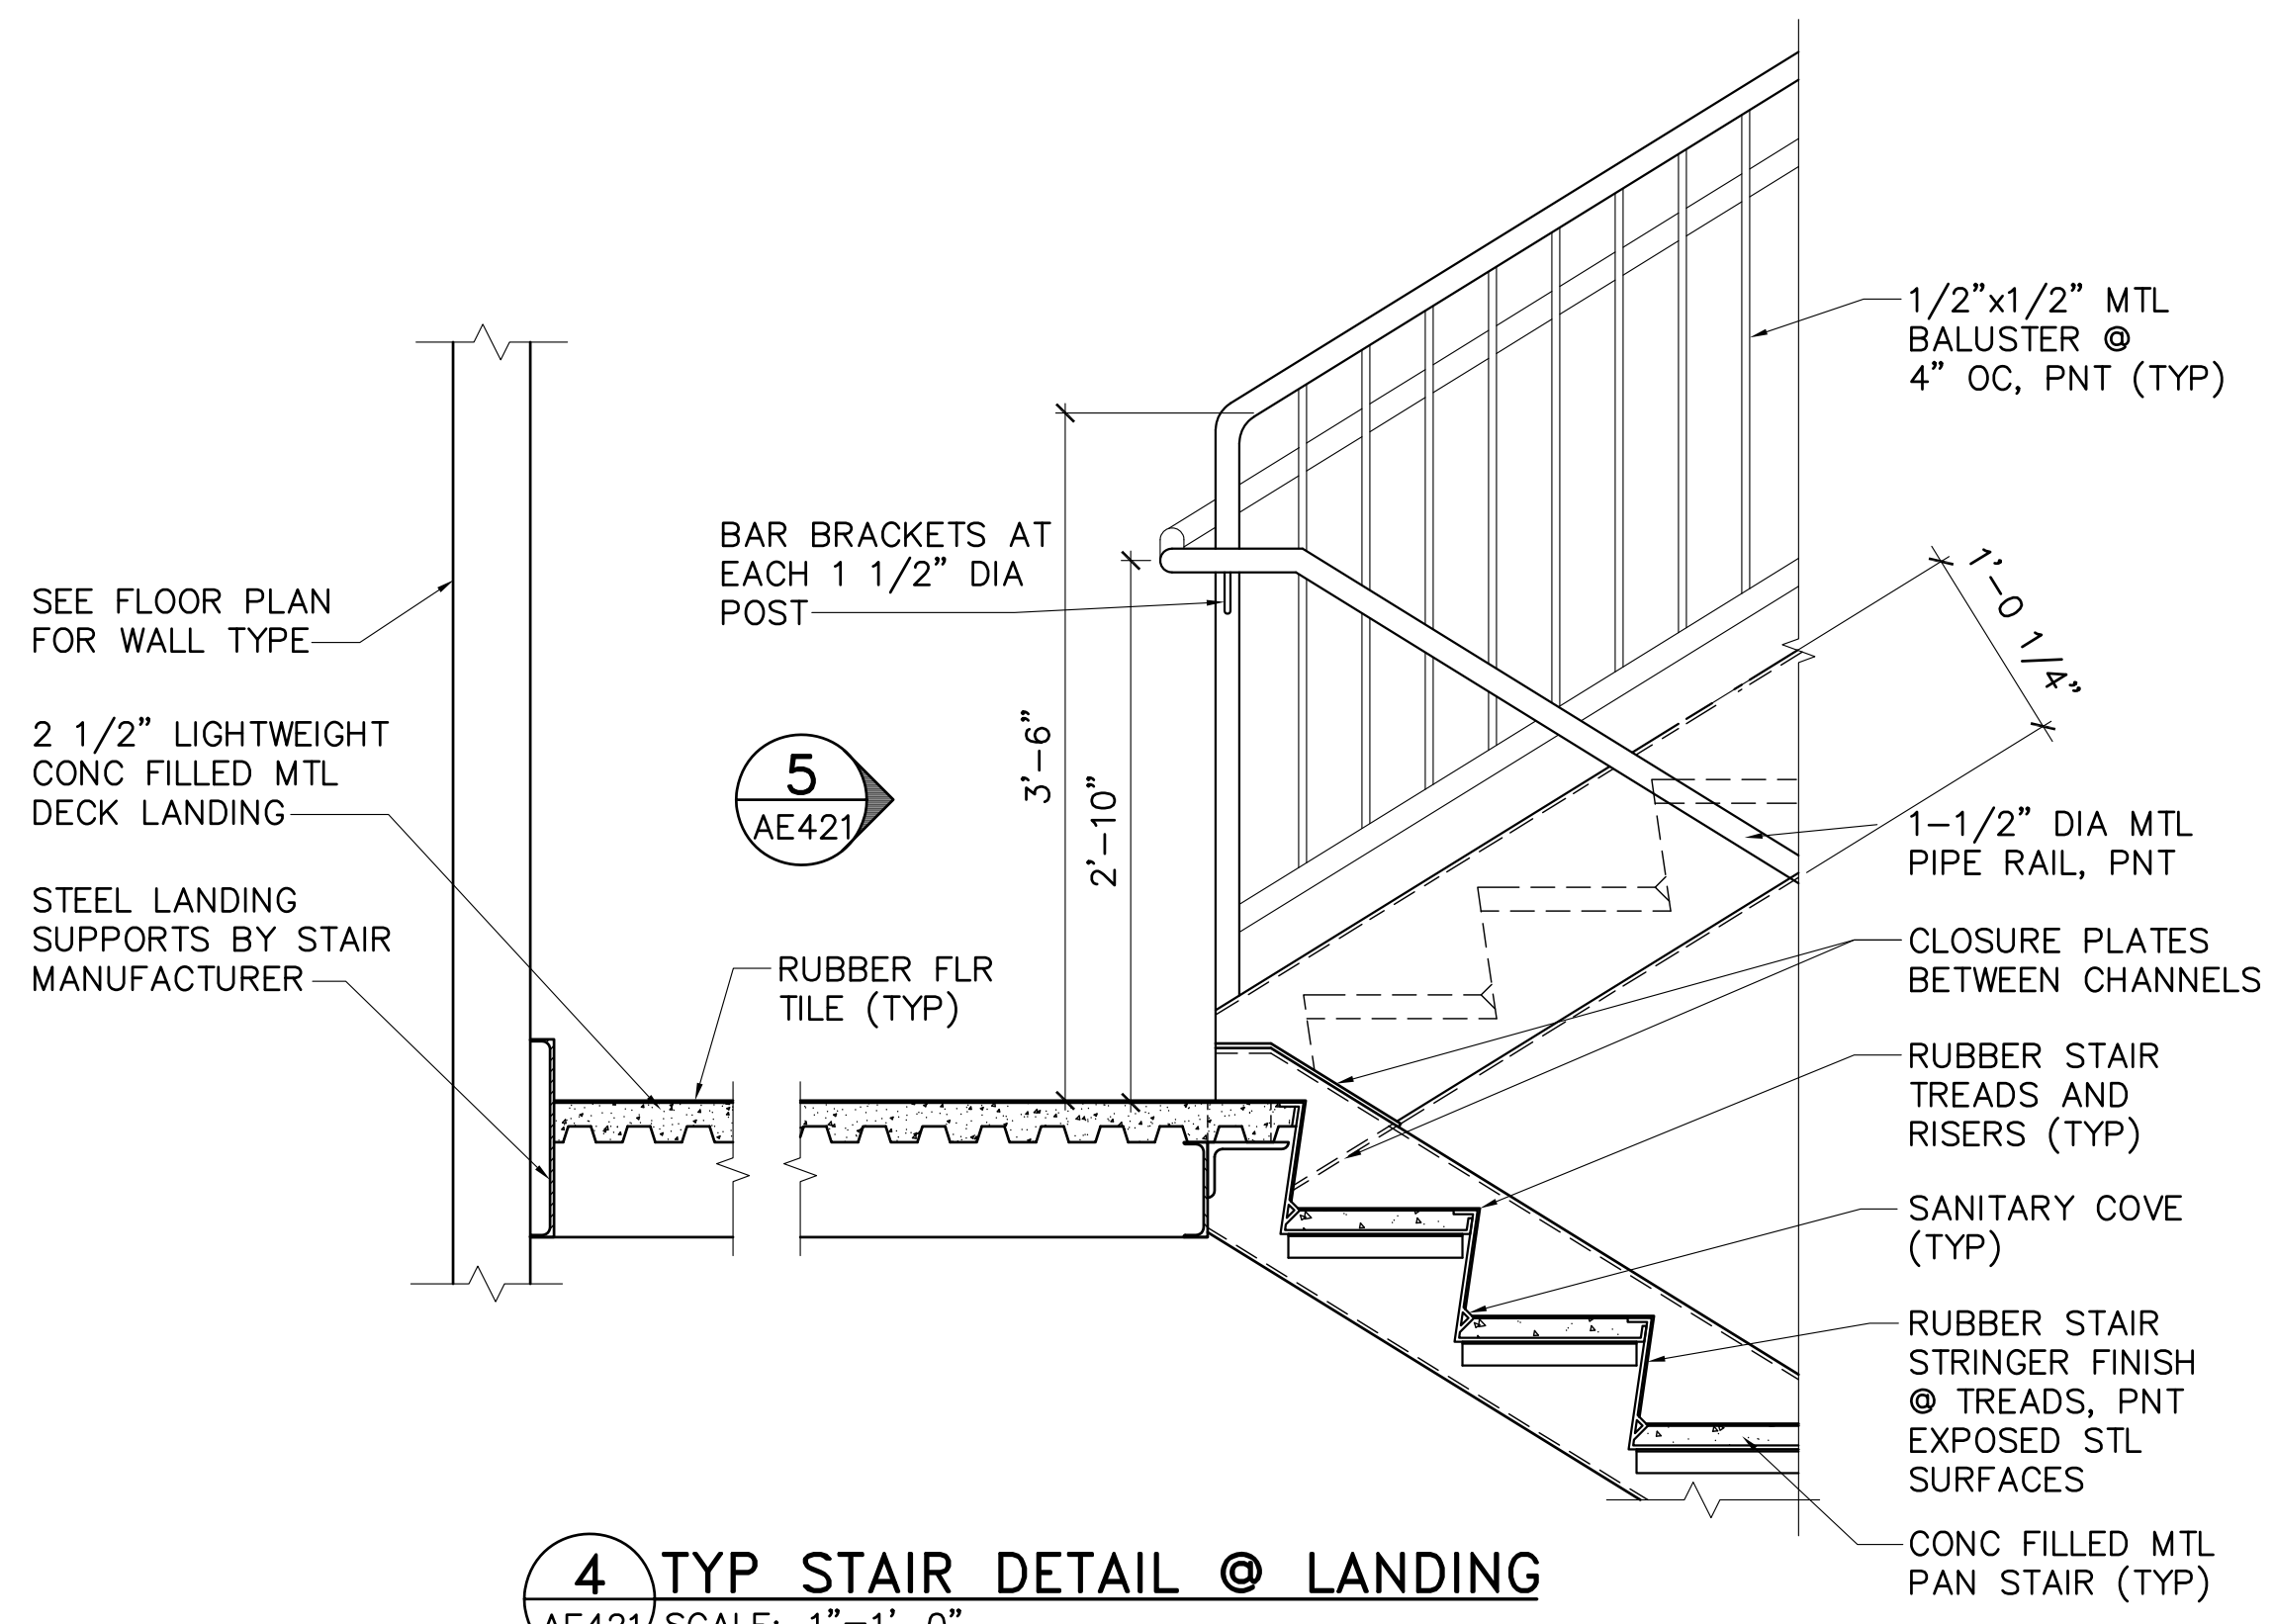 1/2”x1/2” MTL
BALUSTER @
4” OC, PNT (TYP)
BAR BRACKETS AT
EACH 1 1/2” DIA
POST
SEE FLOOR PLAN
FOR WALL TYPE
1’-0 1/4”
2 1/2” LIGHTWEIGHT
CONC FILLED MTL
DECK LANDING
5
AE421
3’-6”
2’-10”
1-1/2” DIA MTL
PIPE RAIL, PNT
STEEL LANDING
SUPPORTS BY STAIR
MANUFACTURER
RUBBER FLR
TILE (TYP)
CLOSURE PLATES
BETWEEN CHANNELS
RUBBER STAIR
TREADS AND
RISERS (TYP)
SANITARY COVE
(TYP)
RUBBER STAIR
STRINGER FINISH
@ TREADS, PNT
EXPOSED STL
SURFACES
CONC FILLED MTL
PAN STAIR (TYP)
4
TYP STAIR DETAIL @ LANDING
AE421
SCALE: 1”=1’-0”